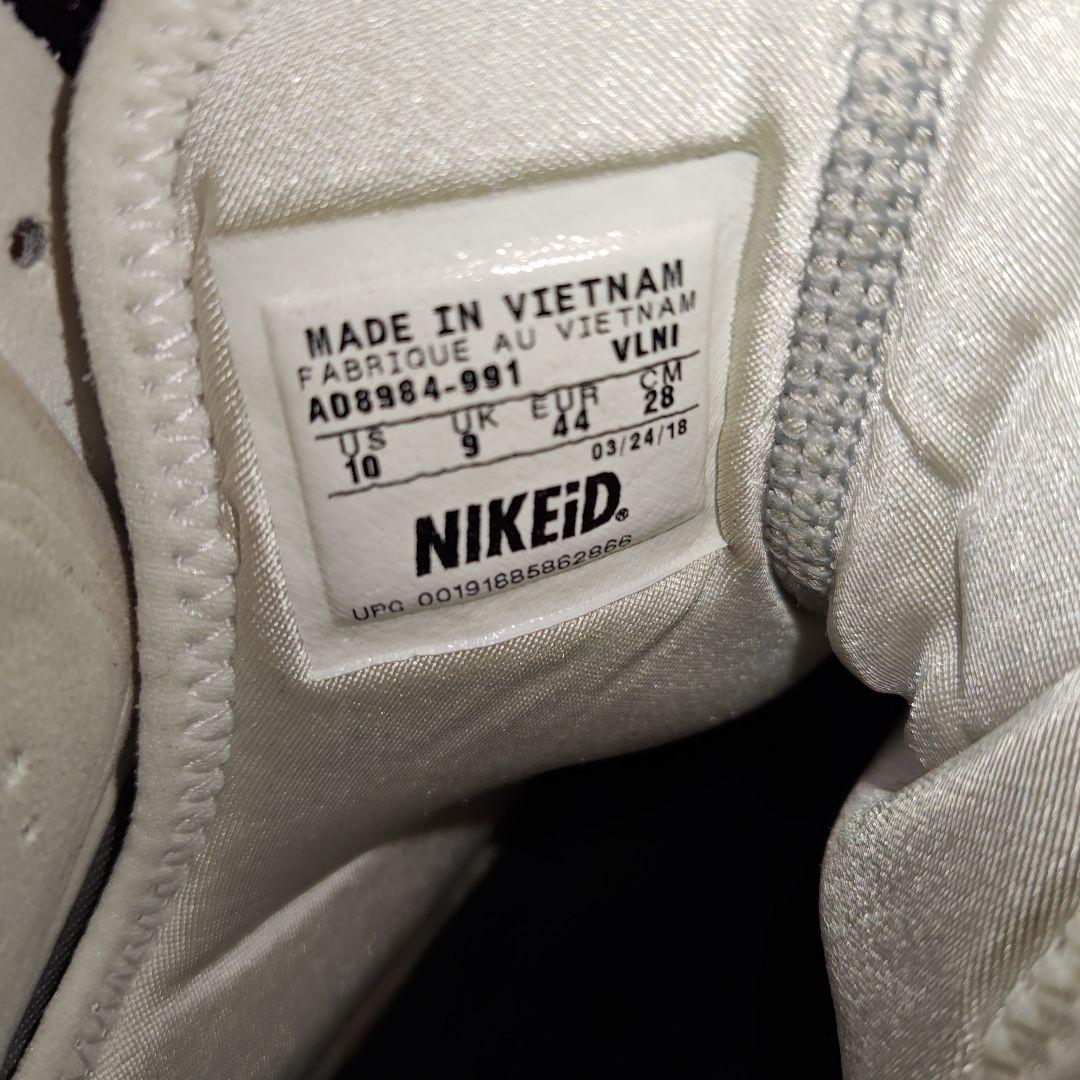 MADE IN VIETNAM
FABRIQUE AU VIETNAM
AO8984-991 VLNI
US UK EUR CM
10 9 44 28
03/24/18
NIKEiD®
UPC 00191885862866